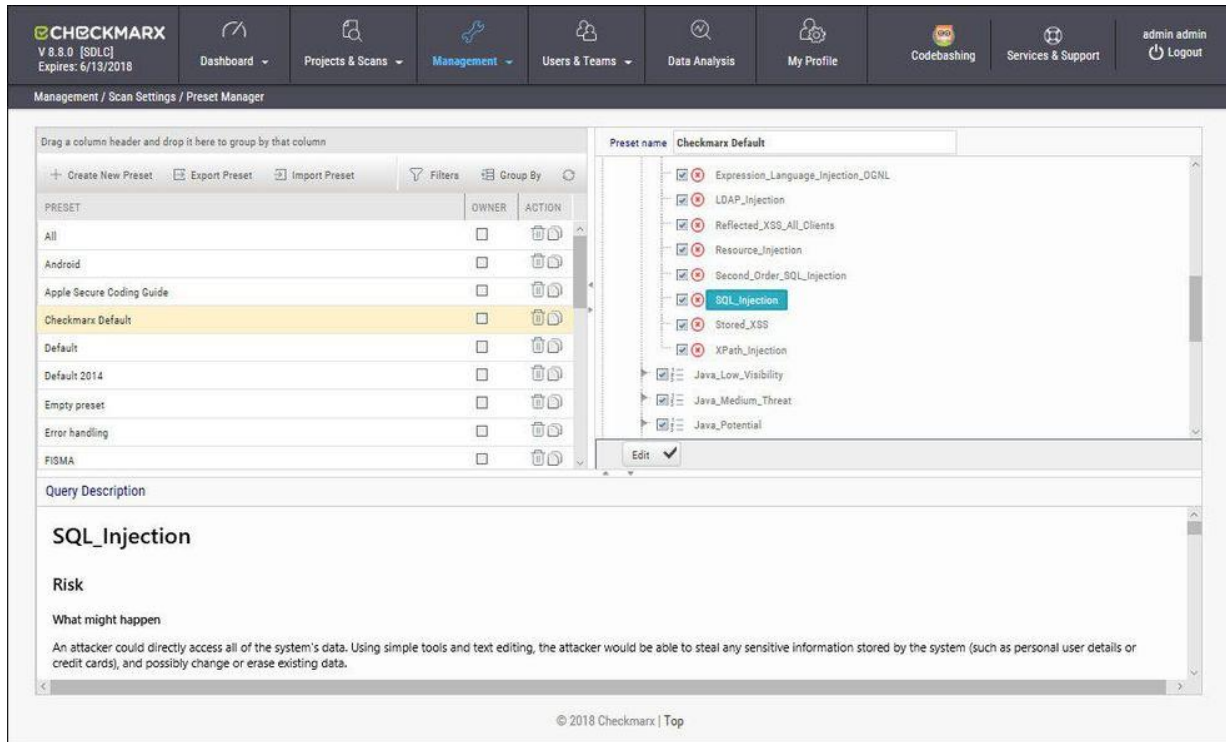 CHECKMARX
V 8.8.0 [SDLC]
Expires: 6/13/2018
Dashboard
Projects & Scans
Management
Users & Teams
Data Analysis
My Profile
Codebashing
Services & Support
admin admin
Logout
Management / Scan Settings / Preset Manager
Drag a column header and drop it here to group by that column
Create New Preset
Export Preset
Import Preset
Filters
Group By
PRESET OWNER ACTION
All
Android
Apple Secure Coding Guide
Checkmarx Default
Default
Default 2014
Empty preset
Error handling
FISMA
Preset name Checkmarx Default
Expression_Language_Injection_OGNL
LDAP_Injection
Reflected_XSS_All_Clients
Resource_Injection
Second_Order_SQL_Injection
SQL_Injection
Stored_XSS
XPath_Injection
Java_Low_Visibility
Java_Medium_Threat
Java_Potential
Edit
Query Description
SQL_Injection
Risk
What might happen
An attacker could directly access all of the system's data. Using simple tools and text editing, the attacker would be able to steal any sensitive information stored by the system (such as personal user details or
credit cards), and possibly change or erase existing data.
© 2018 Checkmarx | Top